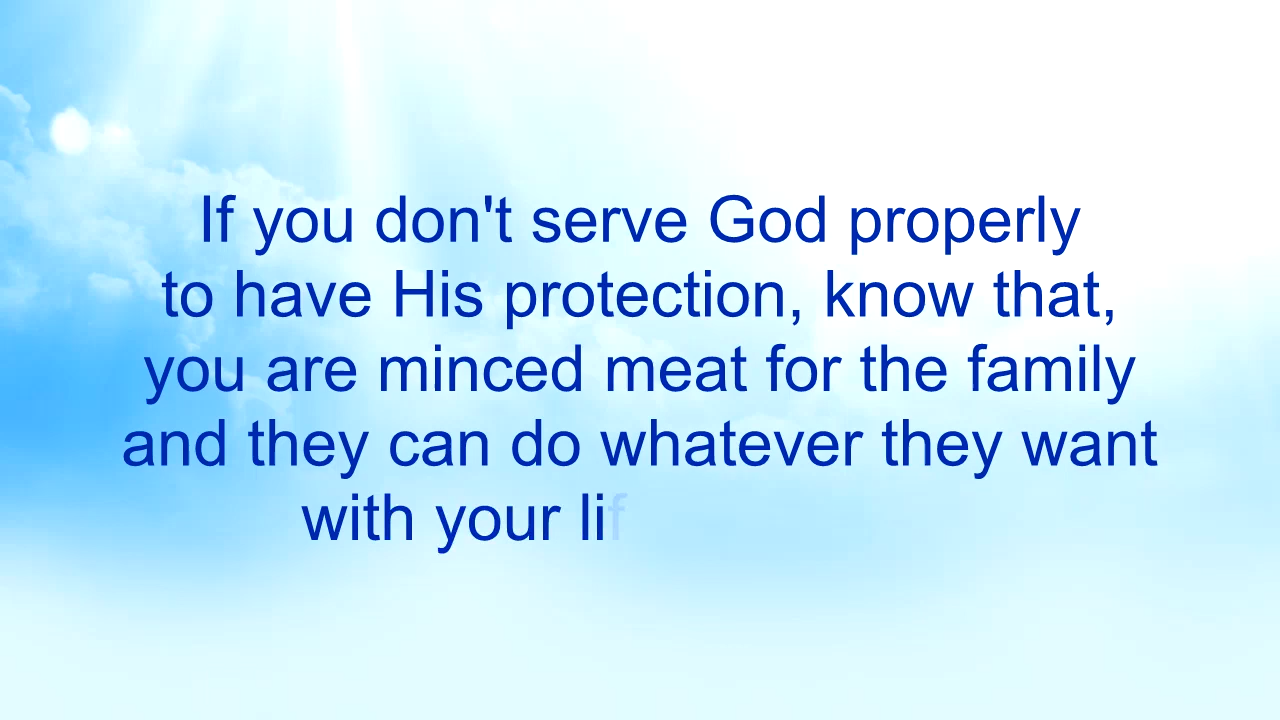 If you don't serve God properly
to have His protection, know that,
you are minced meat for the family
and they can do whatever they want
with your lif